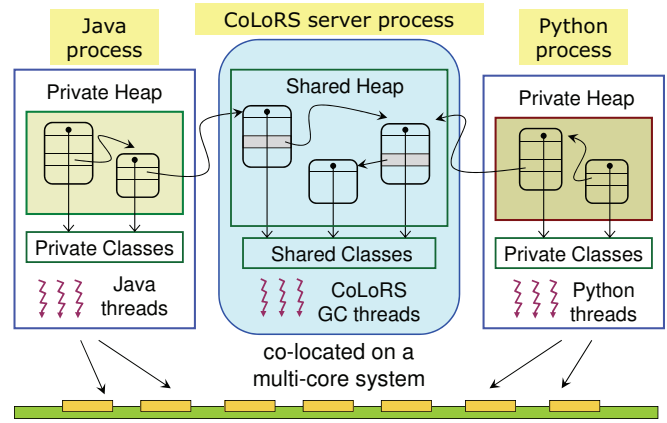 Java
process
CoLoRS server process
Python
process
Private Heap
Shared Heap
Private Heap
Private Classes
Shared Classes
Private Classes
Java
threads
CoLoRS
GC threads
Python
threads
co-located on a
multi-core system